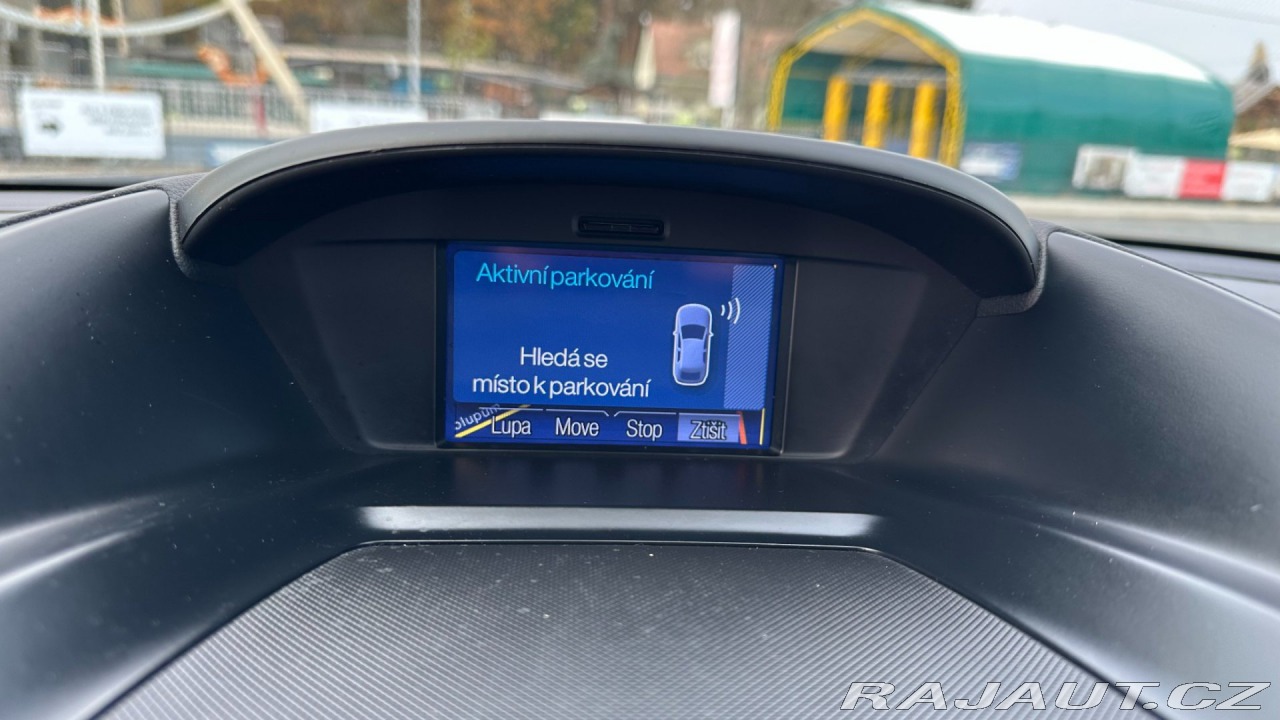 Aktivní parkování
Hledá se
místo k parkování
Lupa Move Stop Ztišit
RAJAUT.CZ